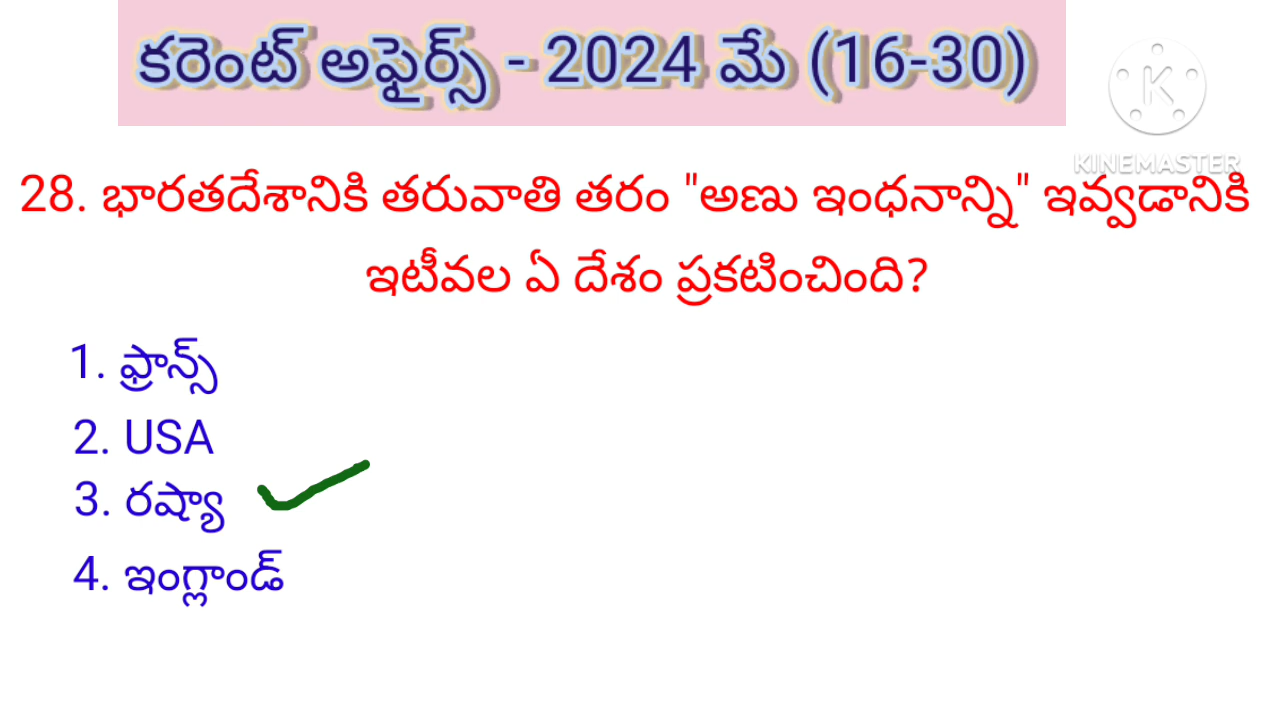 కరెంట్ అఫైర్స్ - 2024 మే (16-30)
KINEMASTER
28. భారతదేశానికి తరువాతి తరం "అణు ఇంధనాన్ని" ఇవ్వడానికి
ఇటీవల ఏ దేశం ప్రకటించింది?
1. ఫ్రాన్స్
2. USA
3. రష్యా
4. ఇంగ్లాండ్